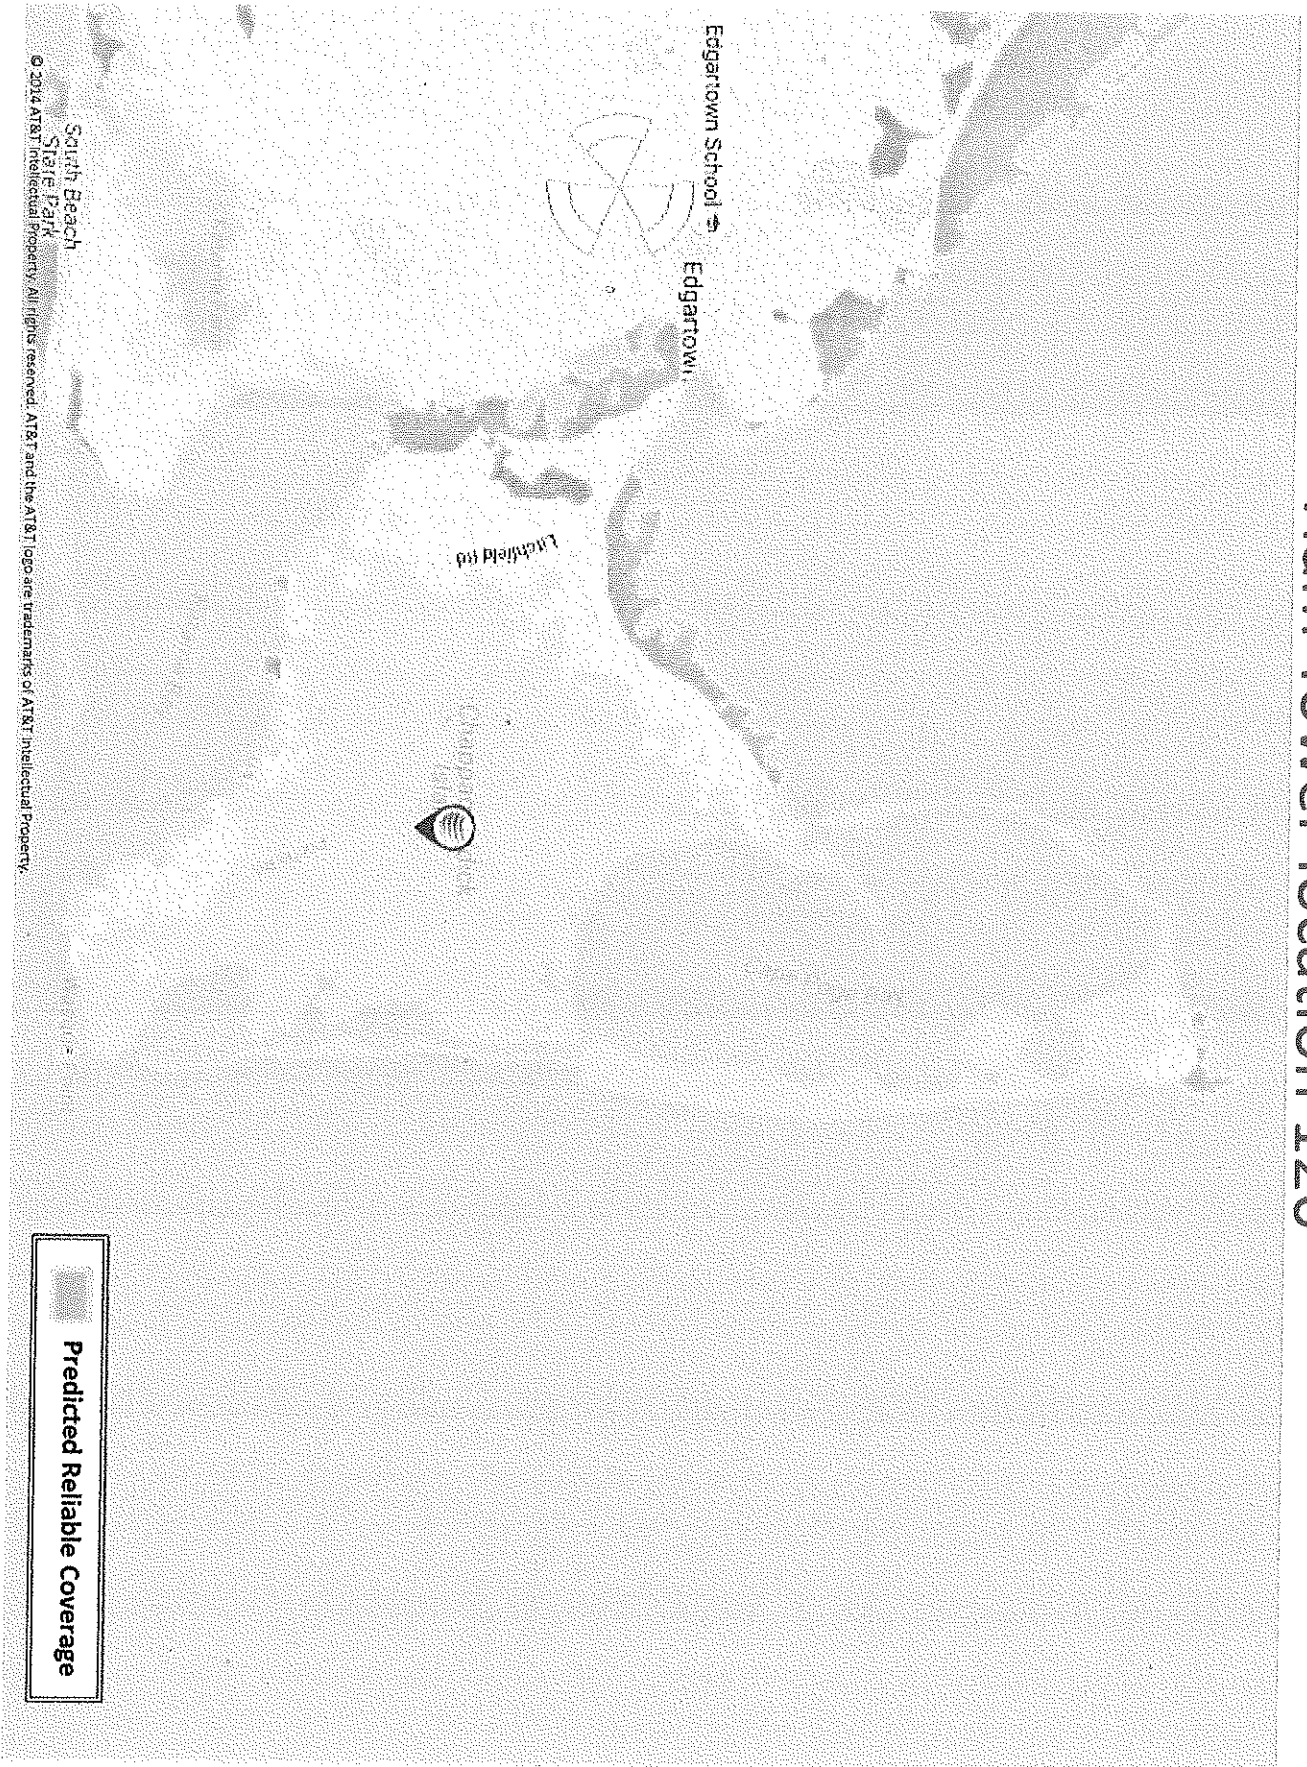 Edgartown School
Edgartown
Litchfield Rd
South Beach
State Park
© 2014 AT&T Intellectual Property. All rights reserved. AT&T and the AT&T logo are trademarks of AT&T Intellectual Property.
Predicted Reliable Coverage